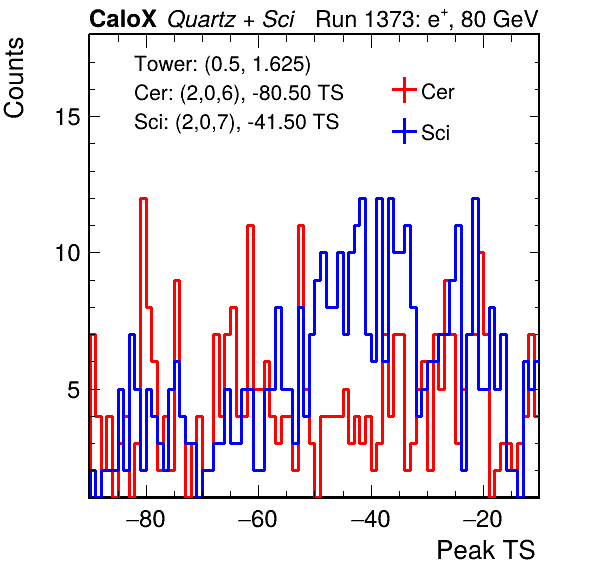 CaloX Quartz + Sci Run 1373: e⁺, 80 GeV
Counts
Tower: (0.5, 1.625)
Cer: (2,0,6), -80.50 TS
Sci: (2,0,7), -41.50 TS
Cer
Sci
15
10
5
−80 −60 −40 −20
Peak TS